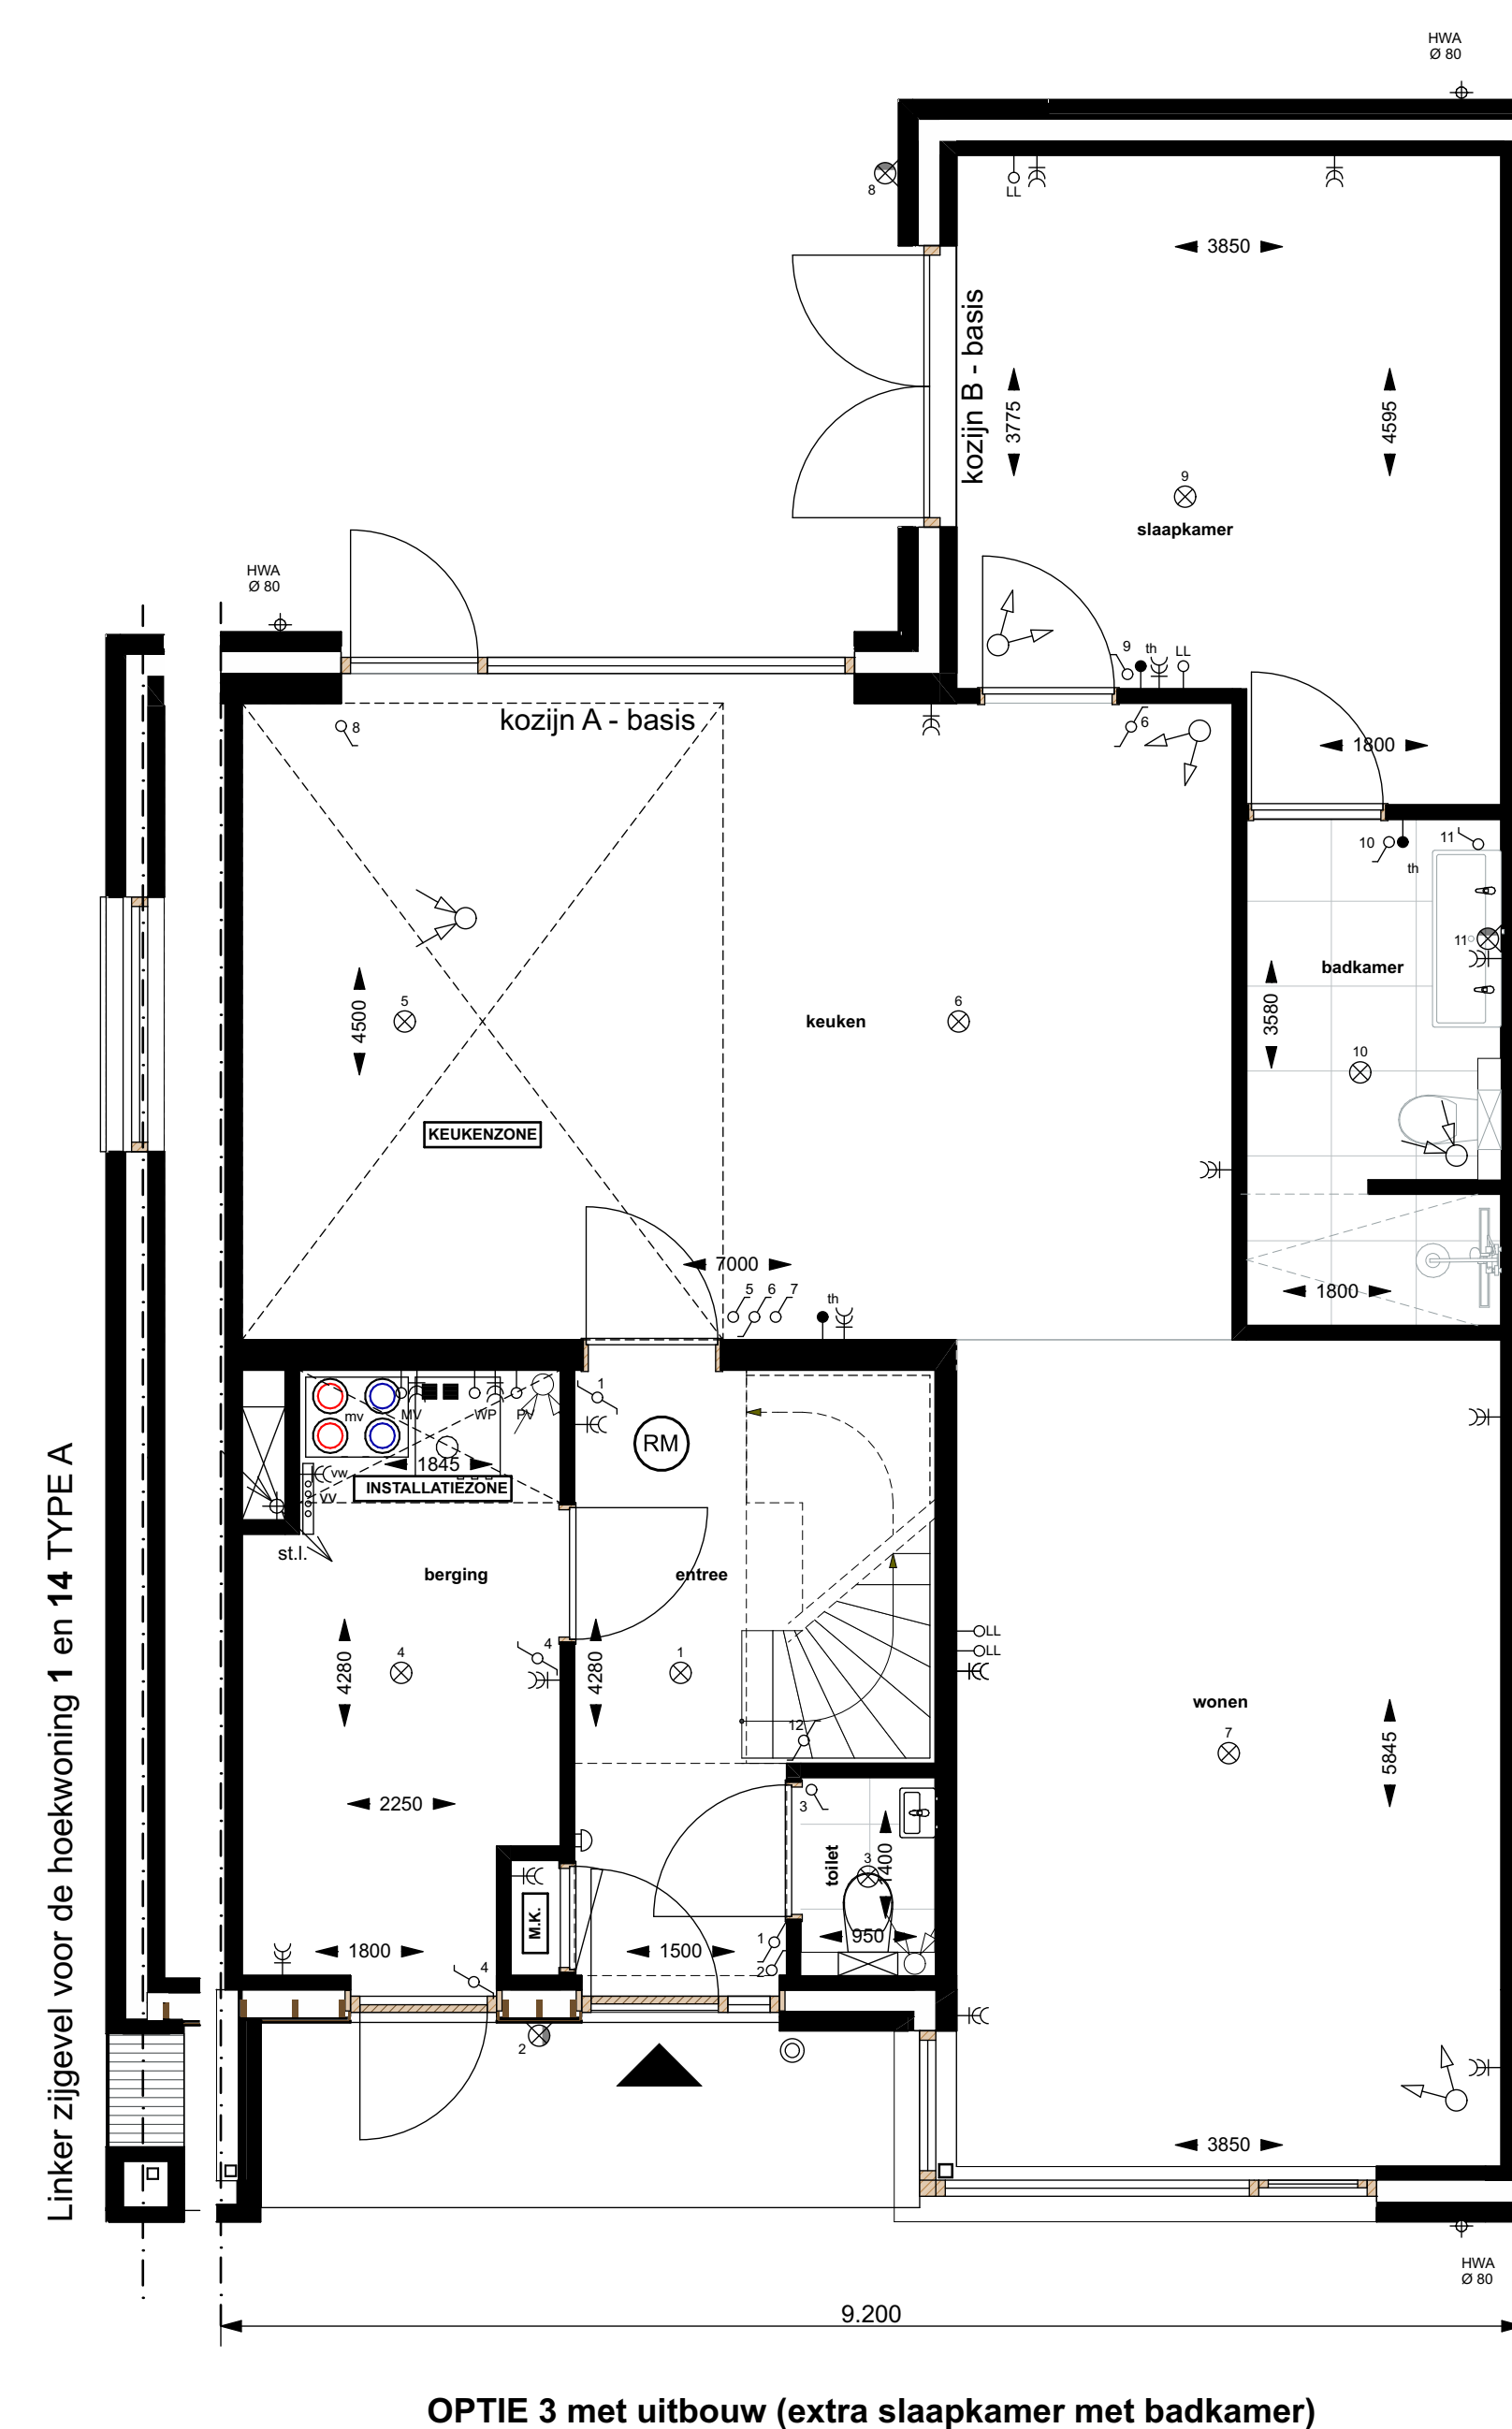 HWA
Ø 80
8
LL
3850
kozijn B - basis
3775
4595
9
slaapkamer
HWA
Ø 80
9
th
LL
kozijn A - basis
8
6
1800
10
11
th
11
badkamer
4500
5
keuken
6
3580
10
KEUKENZONE
7000
1800
5
6
7
th
1
mv
MV
WP
PV
RM
1845
vw
INSTALLATIEZONE
VV
st.l.
berging
entree
LL
LL
4
4280
4
4280
1
wonen
7
12
5845
2250
3
toilet
3
1400
M.K.
950
1800
4
1500
1
2
2
3850
Linker zijgevel voor de hoekwoning 1 en 14 TYPE A
HWA
Ø 80
9.200
OPTIE 3 met uitbouw (extra slaapkamer met badkamer)